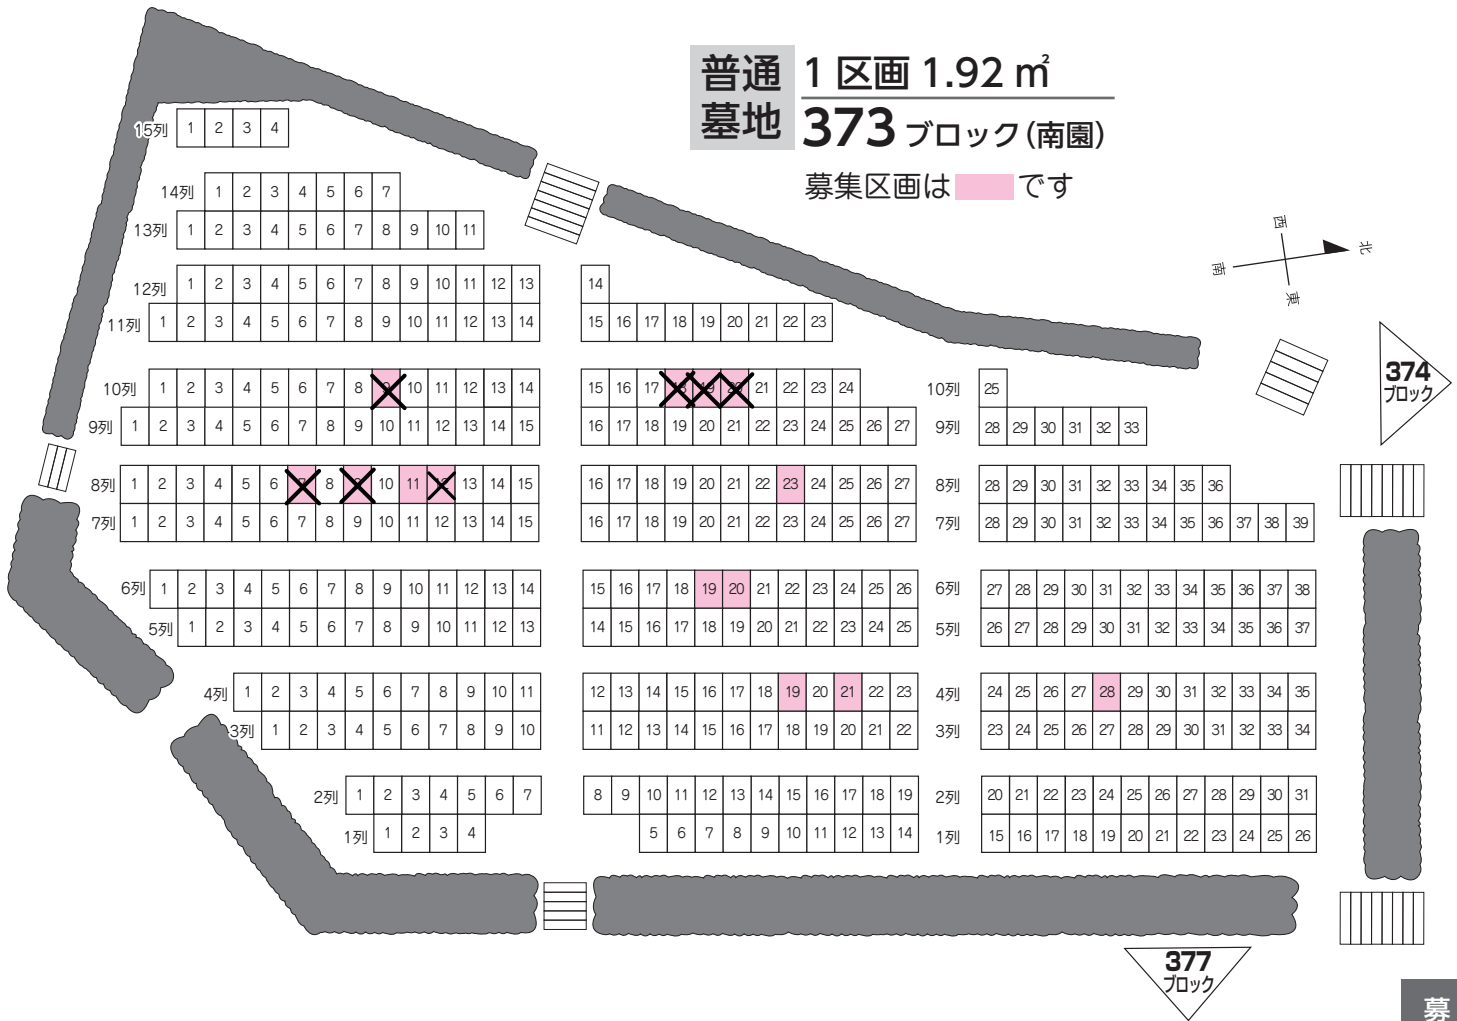 普通墓地
1 区画 1.92 ㎡
373 ブロック(南園)
募集区画は です
西
北
南
東
15列 1 2 3 4
14列 1 2 3 4 5 6 7
13列 1 2 3 4 5 6 7 8 9 10 11
12列 1 2 3 4 5 6 7 8 9 10 11 12 13 14
11列 1 2 3 4 5 6 7 8 9 10 11 12 13 14 15 16 17 18 19 20 21 22 23
374
ブロック
10列 1 2 3 4 5 6 7 8 9 10 11 12 13 14 15 16 17 18 19 20 21 22 23 24 10列 25
9列 1 2 3 4 5 6 7 8 9 10 11 12 13 14 15 16 17 18 19 20 21 22 23 24 25 26 27 9列 28 29 30 31 32 33
8列 1 2 3 4 5 6 7 8 9 10 11 12 13 14 15 16 17 18 19 20 21 22 23 24 25 26 27 8列 28 29 30 31 32 33 34 35 36
7列 1 2 3 4 5 6 7 8 9 10 11 12 13 14 15 16 17 18 19 20 21 22 23 24 25 26 27 7列 28 29 30 31 32 33 34 35 36 37 38 39
6列 1 2 3 4 5 6 7 8 9 10 11 12 13 14 15 16 17 18 19 20 21 22 23 24 25 26 6列 27 28 29 30 31 32 33 34 35 36 37 38
5列 1 2 3 4 5 6 7 8 9 10 11 12 13 14 15 16 17 18 19 20 21 22 23 24 25 5列 26 27 28 29 30 31 32 33 34 35 36 37
4列 1 2 3 4 5 6 7 8 9 10 11 12 13 14 15 16 17 18 19 20 21 22 23 4列 24 25 26 27 28 29 30 31 32 33 34 35
3列 1 2 3 4 5 6 7 8 9 10 11 12 13 14 15 16 17 18 19 20 21 22 3列 23 24 25 26 27 28 29 30 31 32 33 34
2列 1 2 3 4 5 6 7 8 9 10 11 12 13 14 15 16 17 18 19 2列 20 21 22 23 24 25 26 27 28 29 30 31
1列 1 2 3 4 5 6 7 8 9 10 11 12 13 14 1列 15 16 17 18 19 20 21 22 23 24 25 26
377
ブロック
募